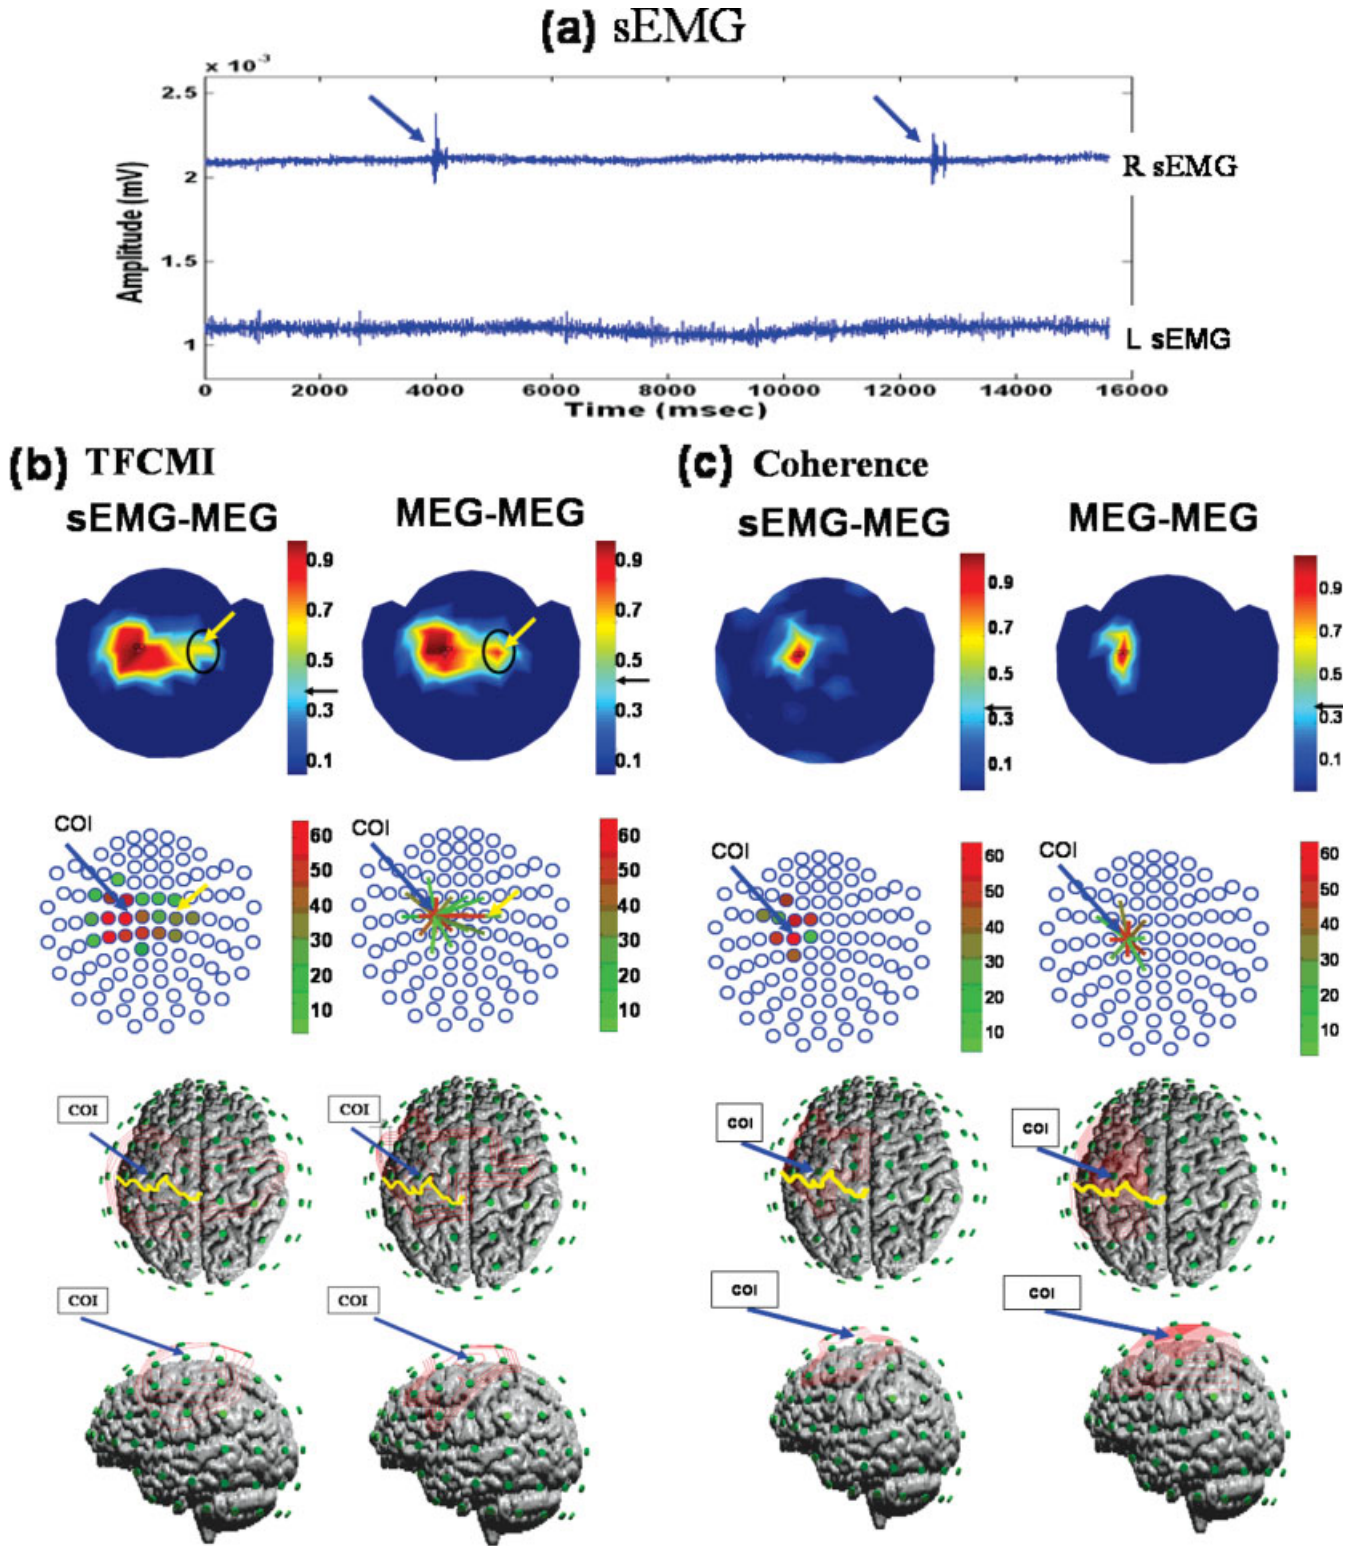 (a) sEMG
x 10^-3
2.5
2
1.5
1
Amplitude (mV)
R sEMG
L sEMG
0 2000 4000 6000 8000 10000 12000 14000 16000
Time (msec)
(b) TFCMI
(c) Coherence
sEMG-MEG
MEG-MEG
sEMG-MEG
MEG-MEG
0.9
0.7
0.5
0.3
0.1
0.9
0.7
0.5
0.3
0.1
0.9
0.7
0.5
0.3
0.1
0.9
0.7
0.5
0.3
0.1
COI
60
50
40
30
20
10
COI
60
50
40
30
20
10
COI
60
50
40
30
20
10
COI
60
50
40
30
20
10
COI
COI
COI
COI
COI
COI
COI
COI